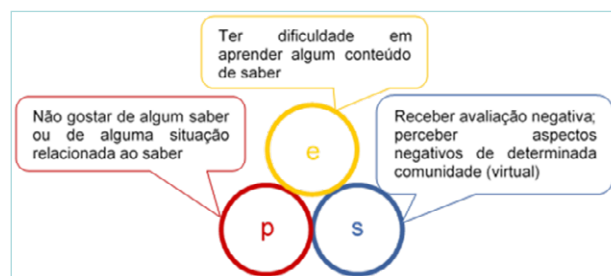 Ter dificuldade em
aprender algum conteúdo
de saber
Não gostar de algum saber
ou de alguma situação
relacionada ao saber
Receber avaliação negativa;
perceber aspectos
negativos de determinada
comunidade (virtual)
e
p
s